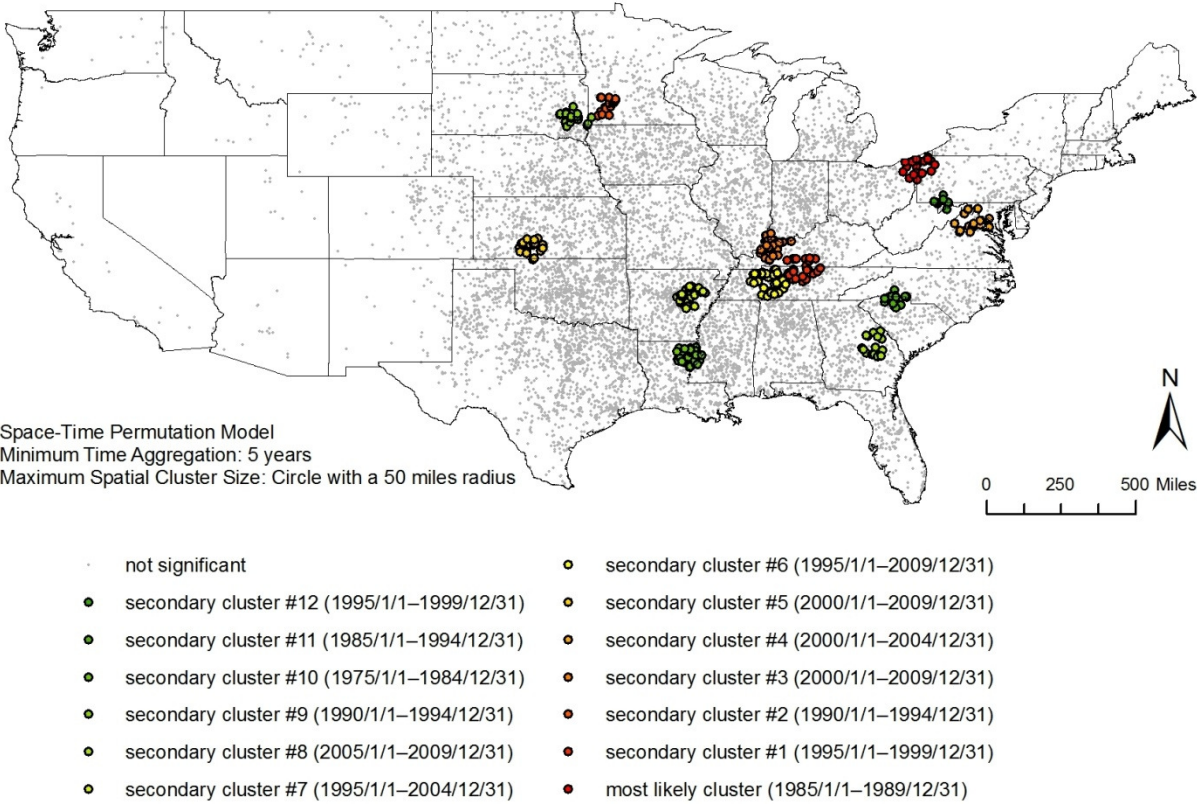 N
Space-Time Permutation Model
Minimum Time Aggregation: 5 years
Maximum Spatial Cluster Size: Circle with a 50 miles radius
0 250 500 Miles
not significant
secondary cluster #12 (1995/1/1–1999/12/31)
secondary cluster #11 (1985/1/1–1994/12/31)
secondary cluster #10 (1975/1/1–1984/12/31)
secondary cluster #9 (1990/1/1–1994/12/31)
secondary cluster #8 (2005/1/1–2009/12/31)
secondary cluster #7 (1995/1/1–2004/12/31)
secondary cluster #6 (1995/1/1–2009/12/31)
secondary cluster #5 (2000/1/1–2009/12/31)
secondary cluster #4 (2000/1/1–2004/12/31)
secondary cluster #3 (2000/1/1–2009/12/31)
secondary cluster #2 (1990/1/1–1994/12/31)
secondary cluster #1 (1995/1/1–1999/12/31)
most likely cluster (1985/1/1–1989/12/31)